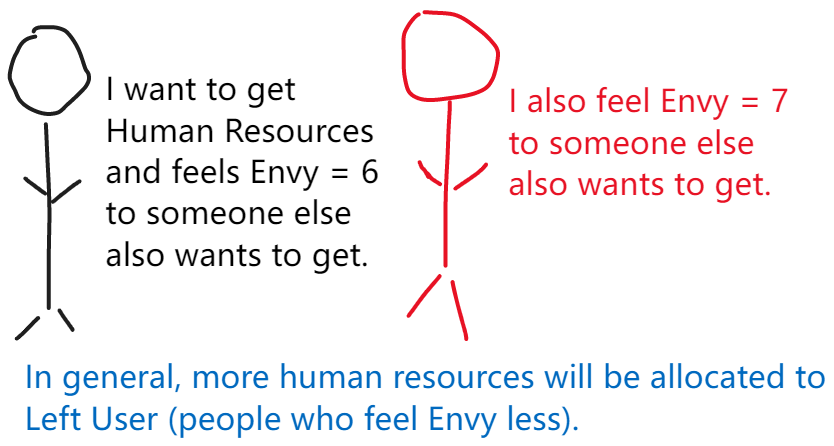 I want to get
Human Resources
and feels Envy = 6
to someone else
also wants to get.
I also feel Envy = 7
to someone else
also wants to get.
In general, more human resources will be allocated to
Left User (people who feel Envy less).